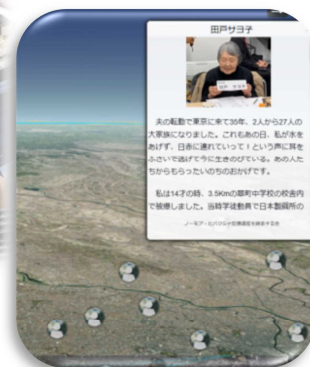 田戸サヨ子
夫の転勤で東京に来て35年、2人から27人の
大家族になりました。これもあの日、私が水を
あげず、日赤に連れていって！という声に耳を
ふさいで逃げて今に生きのびている。あの人た
ちからもらったいのちのおかげです。
私は14才の時、3.5Kmの翠町中学校の校舎内
で被爆しました。当時学徒動員で日本製鋼所の